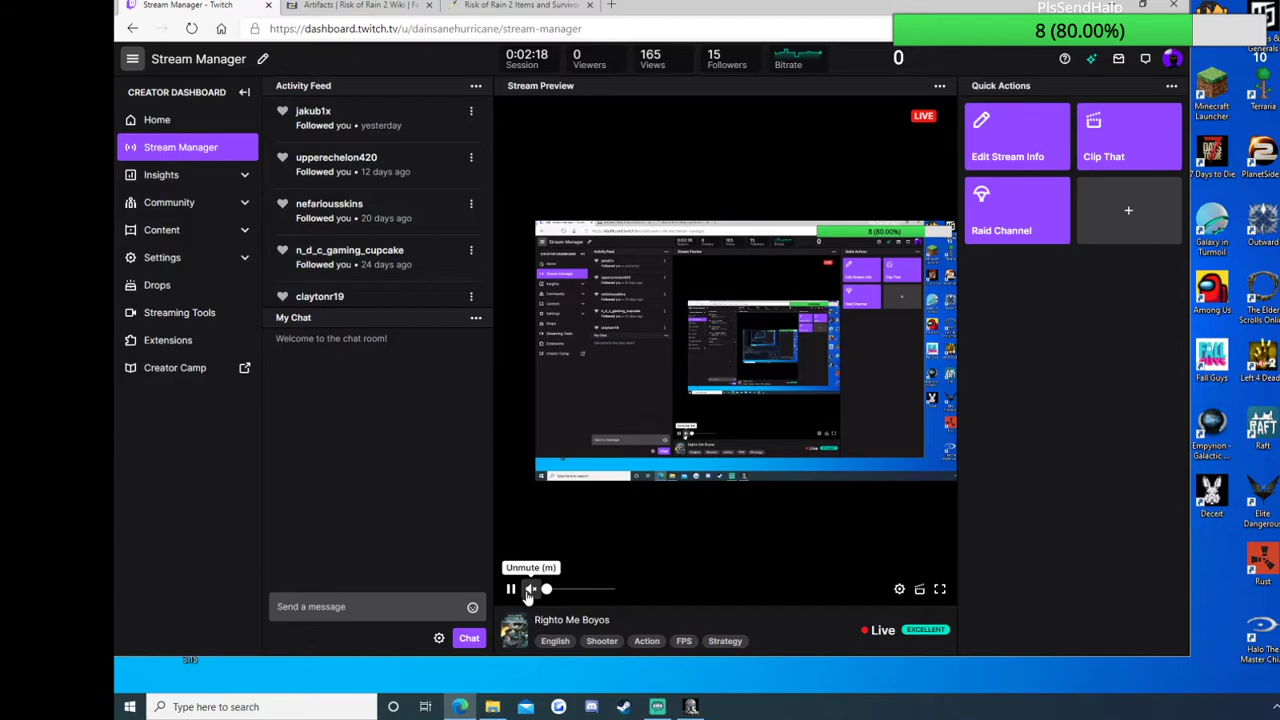 Stream Manager - Twitch
Artifacts | Risk of Rain 2 Wiki | F
Risk of Rain 2 Items and Survivo
PlsSendHalp
8 (80.00%)
https://dashboard.twitch.tv/u/dainsanehurricane/stream-manager
Stream Manager
0:02:18
Session
0
Viewers
165
Views
15
Followers
Bitrate
0
CREATOR DASHBOARD
Home
Stream Manager
Insights
Community
Content
Settings
Drops
Streaming Tools
Extensions
Creator Camp
Activity Feed
jakub1x
Followed you • yesterday
upperechelon420
Followed you • 12 days ago
nefariousskins
Followed you • 20 days ago
n_d_c_gaming_cupcake
Followed you • 24 days ago
claytonr19
My Chat
Welcome to the chat room!
Send a message
Chat
Stream Preview
LIVE
Unmute (m)
Righto Me Boyos
English
Shooter
Action
FPS
Strategy
Live
EXCELLENT
Quick Actions
Edit Stream Info
Clip That
Raid Channel
Generals
10
Minecraft
Launcher
Terraria
7 Days to Die
PlanetSide
Galaxy in
Turmoil
Outward
Among Us
The Elder
Scrolls Onli
Fall Guys
Left 4 Dead
Empyrion -
Galactic ...
Raft
Deceit
Elite
Dangerous
Rust
Halo The
Master Chi
Type here to search